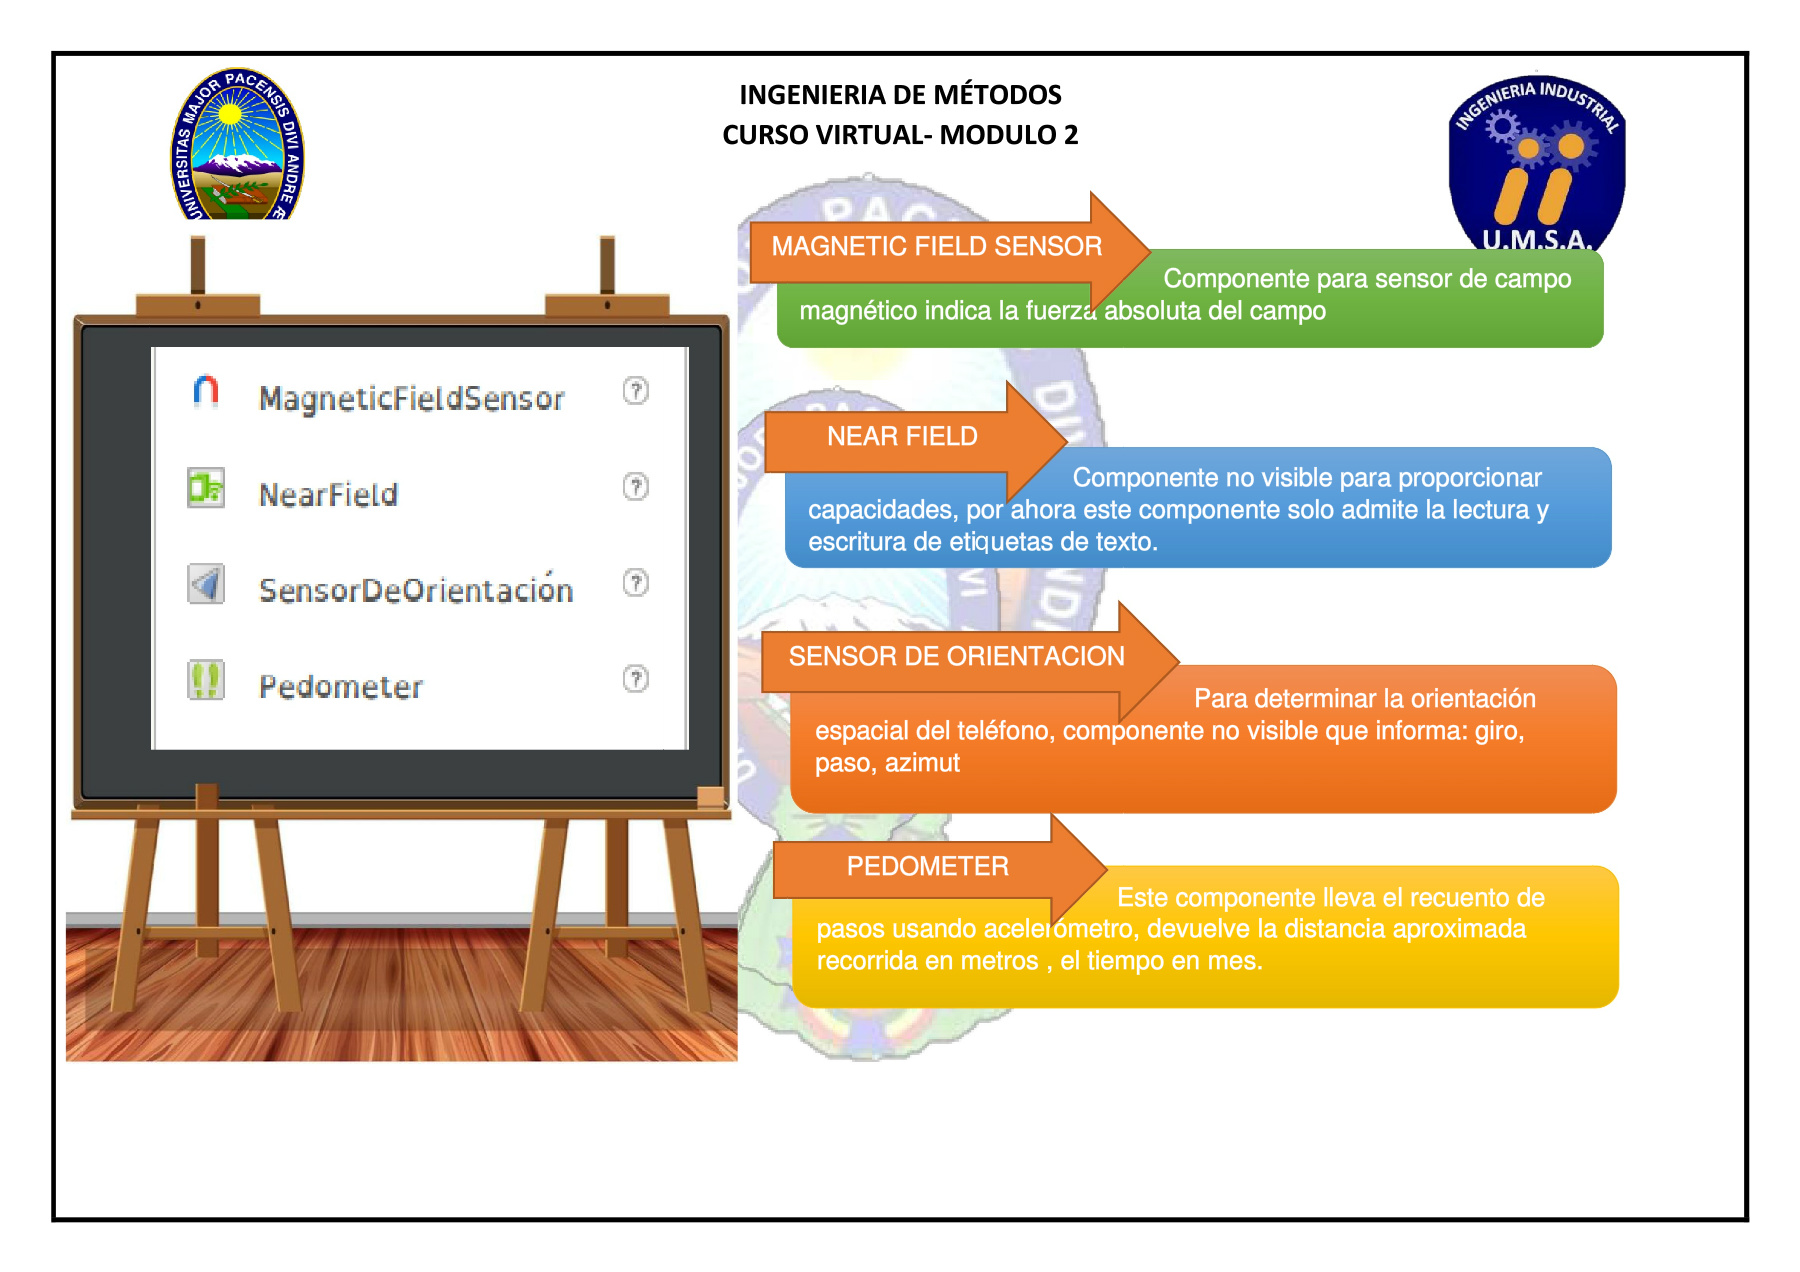 INGENIERIA DE MÉTODOS
CURSO VIRTUAL- MODULO 2
UNIVERSITAS MAJOR PACENSIS DIVI ANDRE Æ
INGENIERIA INDUSTRIAL
U.M.S.A.
MagneticFieldSensor
NearField
SensorDeOrientación
Pedometer
MAGNETIC FIELD SENSOR
Componente para sensor de campo
magnético indica la fuerza absoluta del campo
NEAR FIELD
Componente no visible para proporcionar
capacidades, por ahora este componente solo admite la lectura y
escritura de etiquetas de texto.
SENSOR DE ORIENTACION
Para determinar la orientación
espacial del teléfono, componente no visible que informa: giro,
paso, azimut
PEDOMETER
Este componente lleva el recuento de
pasos usando acelerómetro, devuelve la distancia aproximada
recorrida en metros , el tiempo en mes.